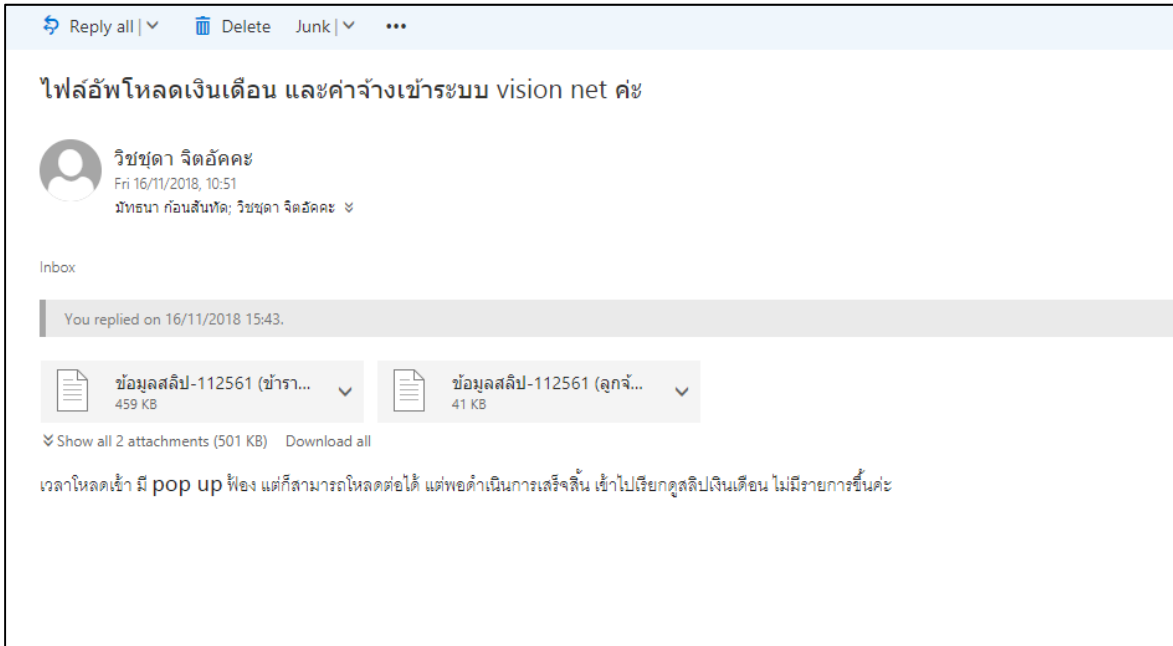 Reply all | Delete Junk | •••
ไฟล์อัพโหลดเงินเดือน และค่าจ้างเข้าระบบ vision net ค่ะ
วิชชุดา จิตอัคคะ
Fri 16/11/2018, 10:51
มัทธนา ก้อนสันทัด; วิชชุดา จิตอัคคะ
Inbox
You replied on 16/11/2018 15:43.
ข้อมูลสลิป-112561 (ข้ารา... ข้อมูลสลิป-112561 (ลูกจ้...
459 KB 41 KB
Show all 2 attachments (501 KB) Download all
เวลาโหลดเข้า มี pop up ฟ้อง แต่ก็สามารถโหลดต่อได้ แต่พอดำเนินการเสร็จสิ้น เข้าไปเรียกดูสลิปเงินเดือน ไม่มีรายการขึ้นค่ะ